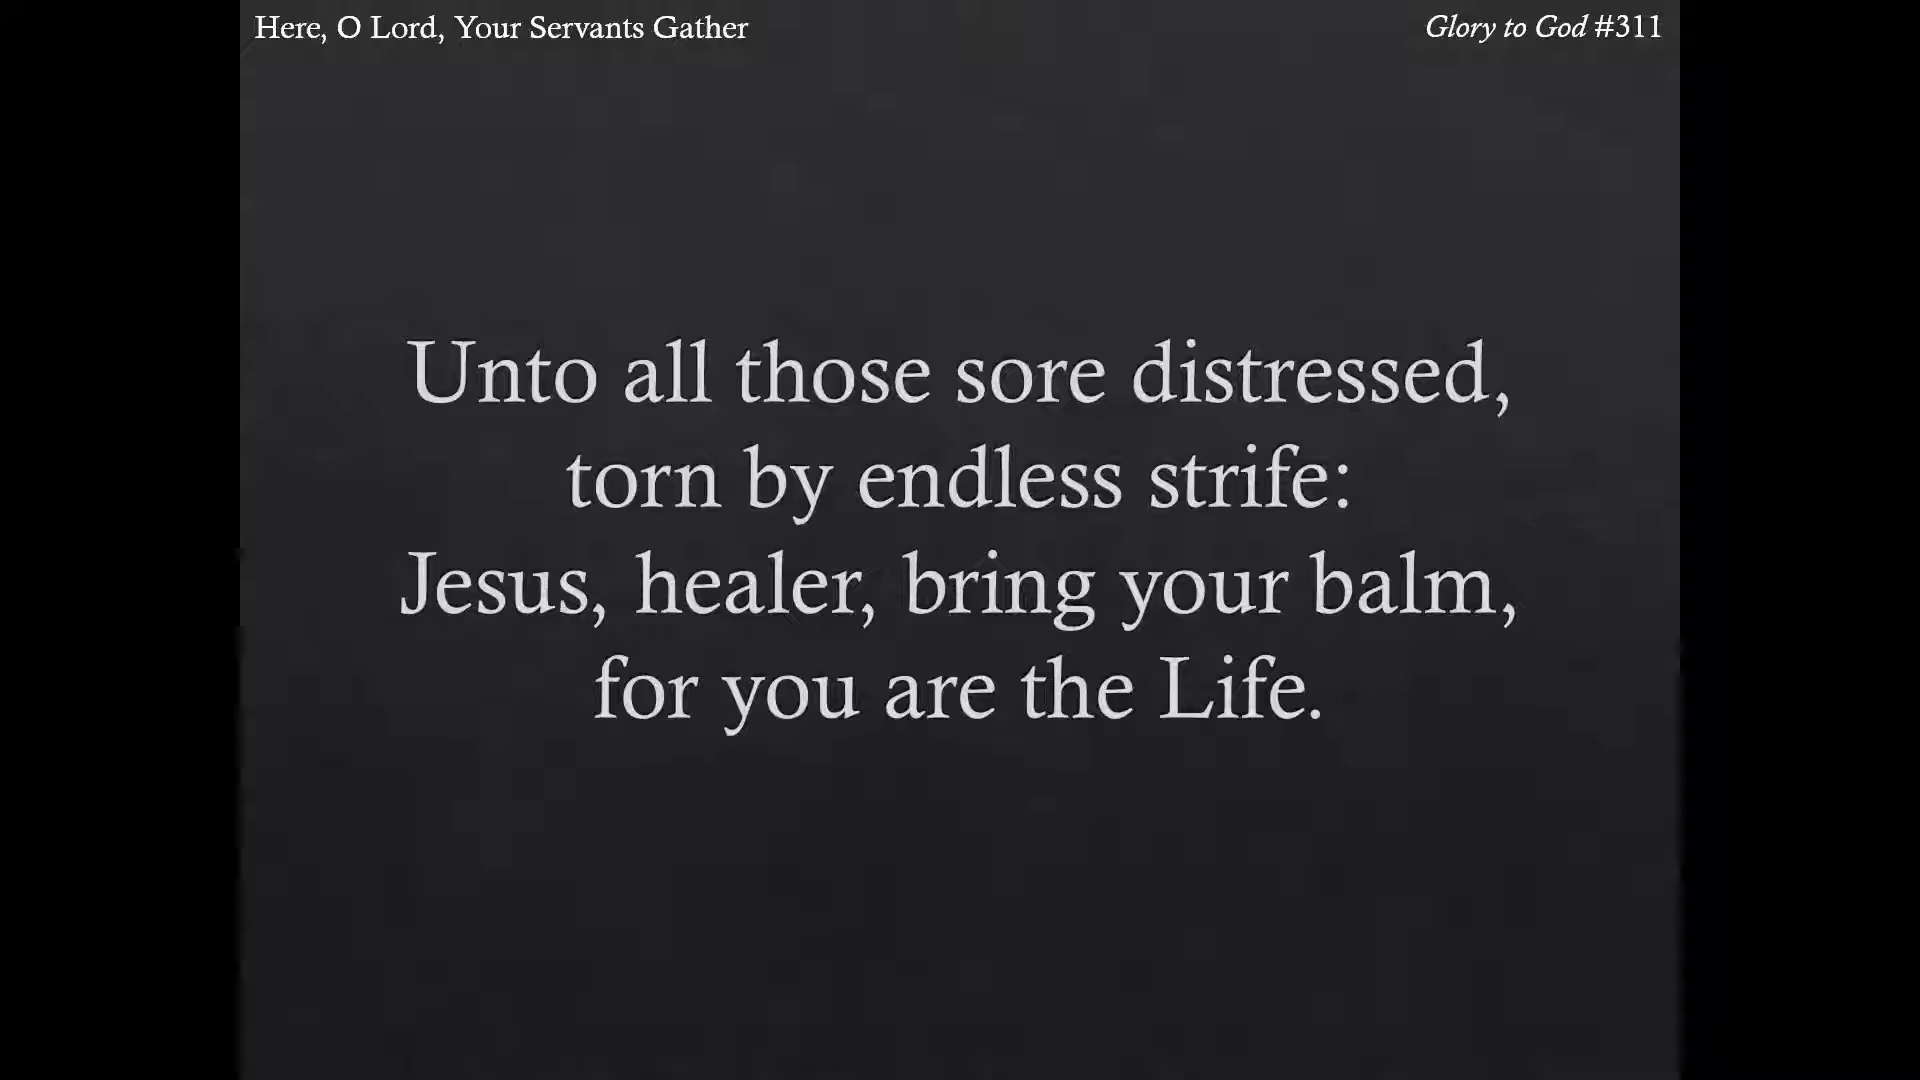 Here, O Lord, Your Servants Gather
Glory to God #311
Unto all those sore distressed,
torn by endless strife:
Jesus, healer, bring your balm,
for you are the Life.